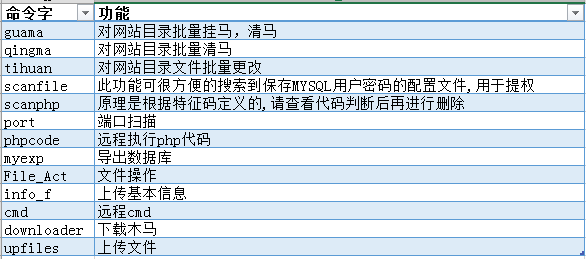 命令字 功能
guama 对网站目录批量挂马，清马
qingma 对网站目录批量清马
tihuan 对网站目录文件批量更改
scanfile 此功能可很方便的搜索到保存MYSQL用户密码的配置文件,用于提权
scanphp 原理是根据特征码定义的,请查看代码判断后再进行删除
port 端口扫描
phpcode 远程执行php代码
myexp 导出数据库
File_Act 文件操作
info_f 上传基本信息
cmd 远程cmd
downloader 下载木马
upfiles 上传文件